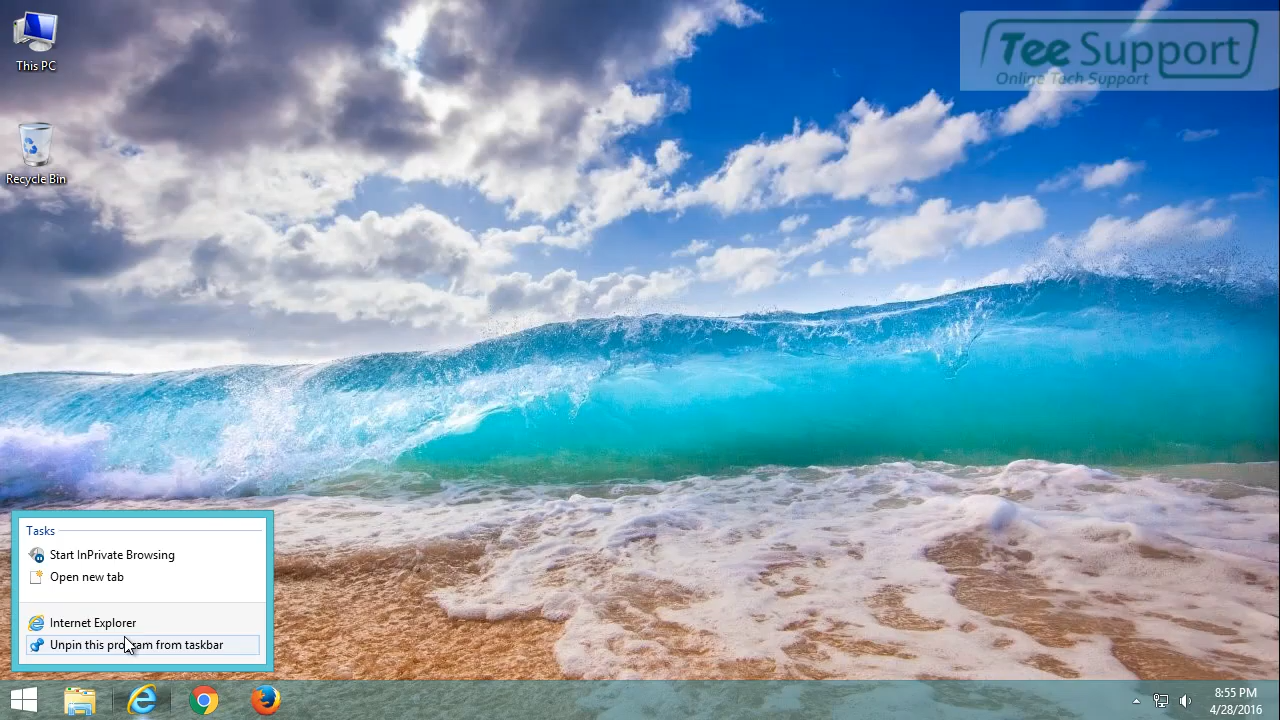 This PC
Tee Support
Online Tech Support
Recycle Bin
Tasks
Start InPrivate Browsing
Open new tab
Internet Explorer
Unpin this program from taskbar
8:55 PM
4/28/2016